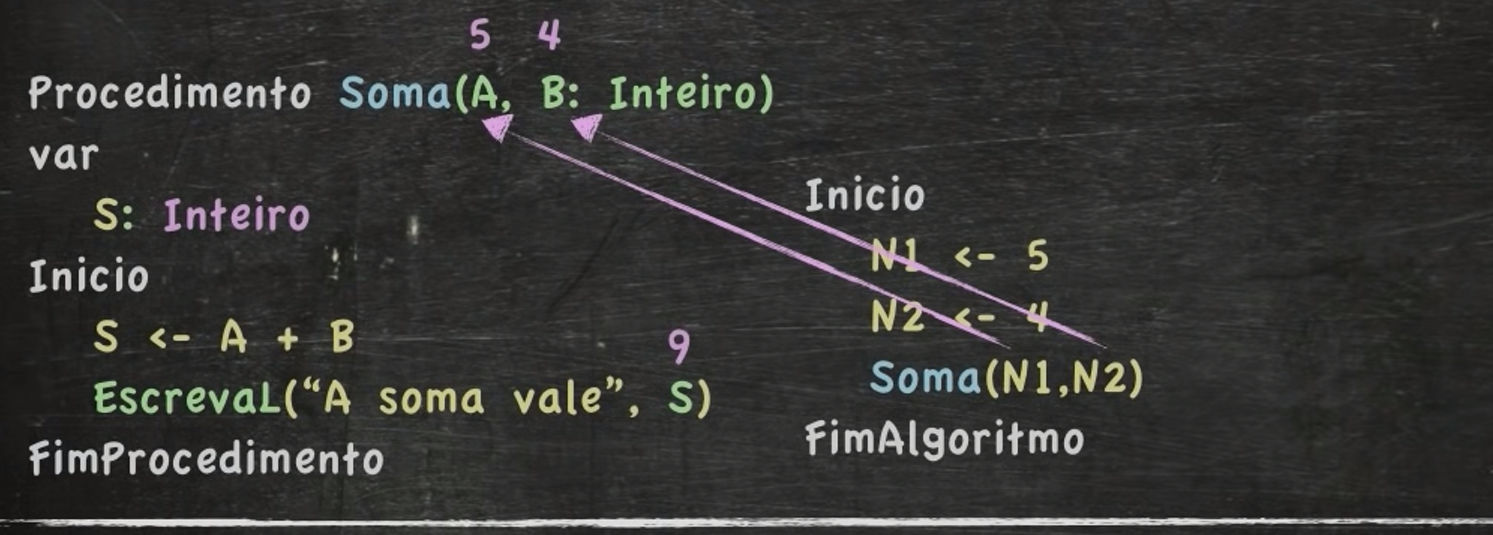 5 4
Procedimento Soma(A, B: Inteiro)
var
S: Inteiro
Inicio
S <- A + B
9
EscrevaL(“A soma vale”, S)
FimProcedimento
Inicio
N1 <- 5
N2 <- 4
Soma(N1,N2)
FimAlgoritmo